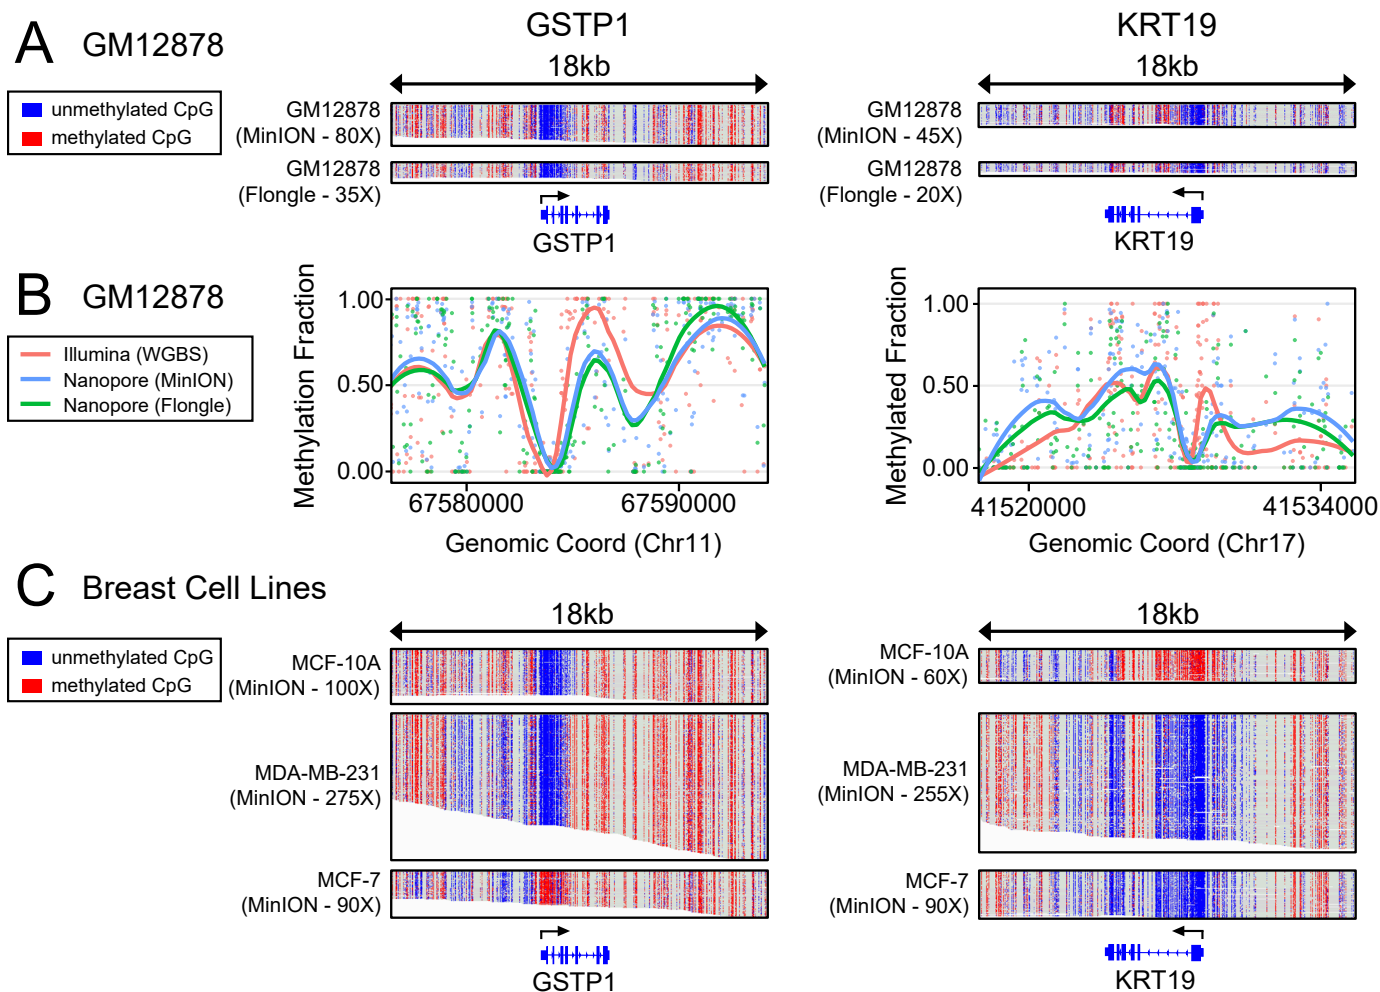 A GM12878
GSTP1
KRT19
18kb
18kb
unmethylated CpG
methylated CpG
GM12878
(MinION - 80X)
GM12878
(Flongle - 35X)
GSTP1
GM12878
(MinION - 45X)
GM12878
(Flongle - 20X)
KRT19
B GM12878
Illumina (WGBS)
Nanopore (MinION)
Nanopore (Flongle)
Methylation Fraction
1.00
0.50
0.00
67580000 67590000
Genomic Coord (Chr11)
Methylated Fraction
1.00
0.50
0.00
41520000 41534000
Genomic Coord (Chr17)
C Breast Cell Lines
18kb
18kb
unmethylated CpG
methylated CpG
MCF-10A
(MinION - 100X)
MDA-MB-231
(MinION - 275X)
MCF-7
(MinION - 90X)
GSTP1
MCF-10A
(MinION - 60X)
MDA-MB-231
(MinION - 255X)
MCF-7
(MinION - 90X)
KRT19